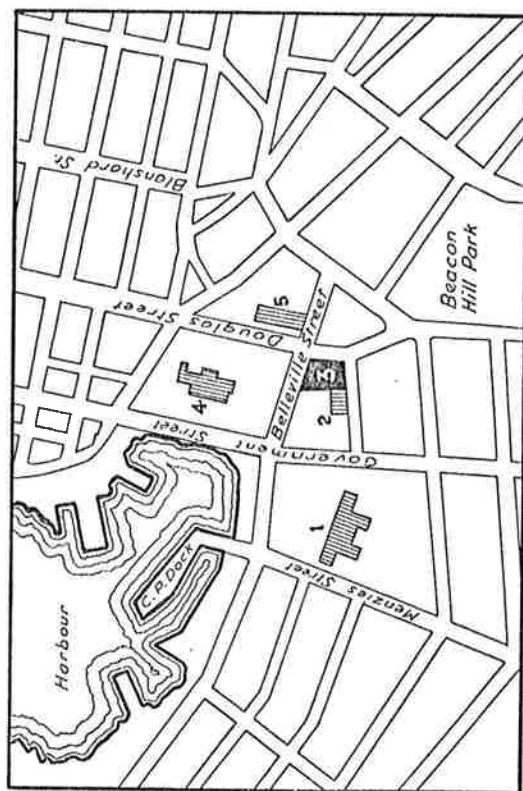 Blanshard St.
Douglas Street
5
Belleville Street
Beacon
Hill Park
4
3
2
Government
Street
1
Menzies Street
C.P. Dock
Harbour